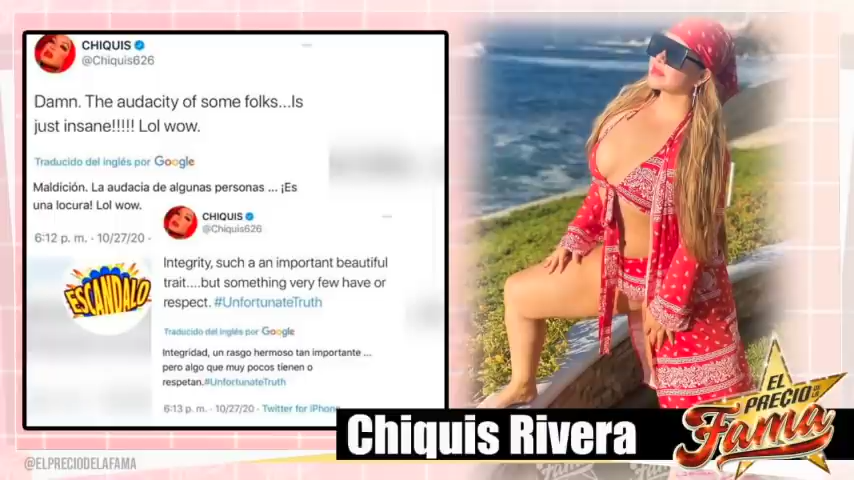 CHIQUIS
@Chiquis626
Damn. The audacity of some folks...Is
just insane!!!!! Lol wow.
Traducido del inglés por Google
Maldición. La audacia de algunas personas ... ¡Es
una locura! Lol wow.
6:12 p. m. · 10/27/20 ·
ESCANDALO
CHIQUIS
@Chiquis626
Integrity, such a an important beautiful
trait....but something very few have or
respect. #UnfortunateTruth
Traducido del inglés por Google
Integridad, un rasgo hermoso tan importante ...
pero algo que muy pocos tienen o
respetan.#UnfortunateTruth
6:13 p. m. · 10/27/20 · Twitter for iPhone
Chiquis Rivera
EL
PRECIO DE LA
Fama
@ELPRECIODELAFAMA